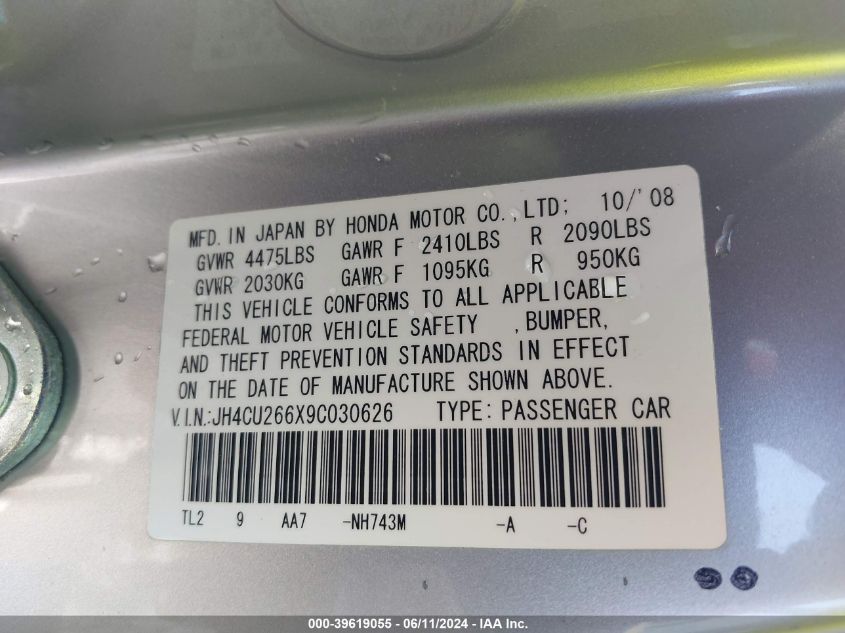 MFD. IN JAPAN BY HONDA MOTOR CO.,LTD; 10/'08
GVWR 4475LBS GAWR F 2410LBS R 2090LBS
GVWR 2030KG GAWR F 1095KG R 950KG
THIS VEHICLE CONFORMS TO ALL APPLICABLE
FEDERAL MOTOR VEHICLE SAFETY , BUMPER,
AND THEFT PREVENTION STANDARDS IN EFFECT
ON THE DATE OF MANUFACTURE SHOWN ABOVE.
V.I.N.:JH4CU266X9C030626 TYPE: PASSENGER CAR
TL2 9 AA7 -NH743M -A -C
000-39619055 - 06/11/2024 - IAA Inc.